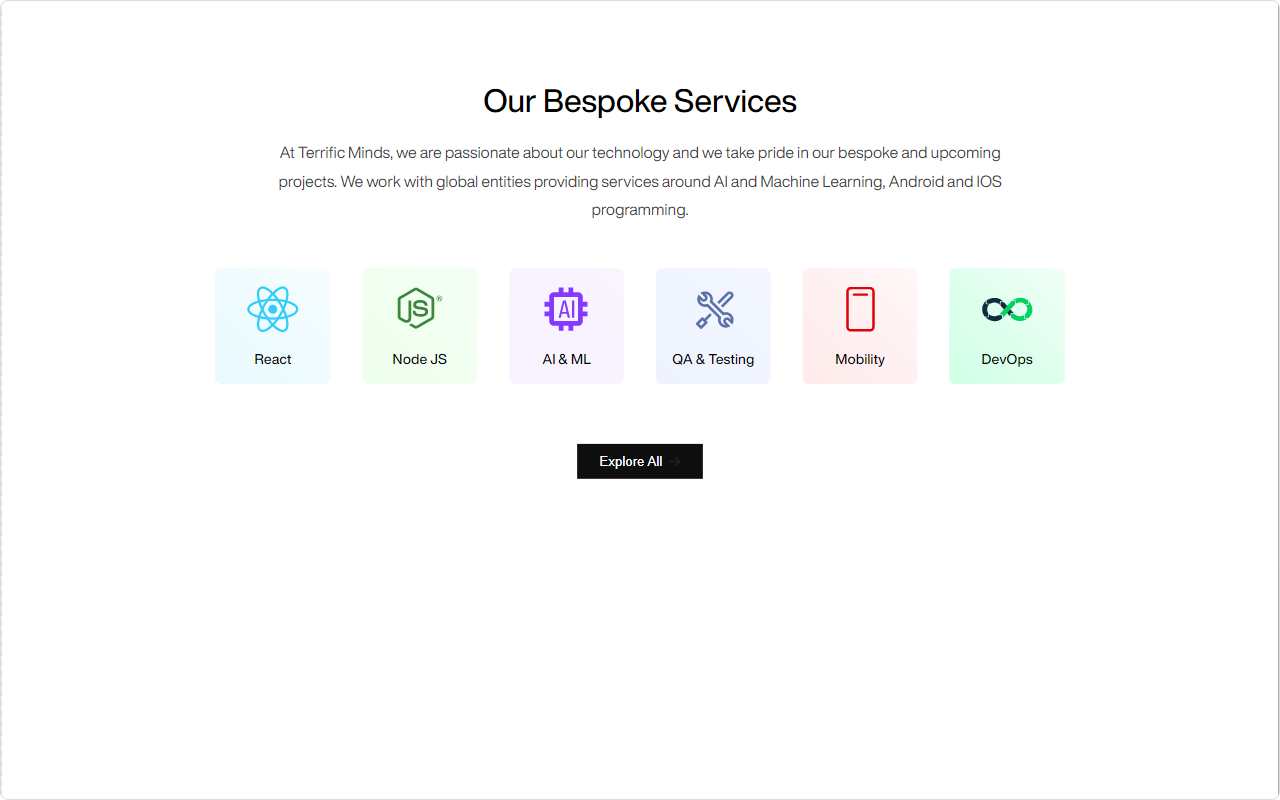 Our Bespoke Services
At Terrific Minds, we are passionate about our technology and we take pride in our bespoke and upcoming
projects. We work with global entities providing services around AI and Machine Learning, Android and IOS
programming.
JS®
AI
React
Node JS
AI & ML
QA & Testing
Mobility
DevOps
Explore All →